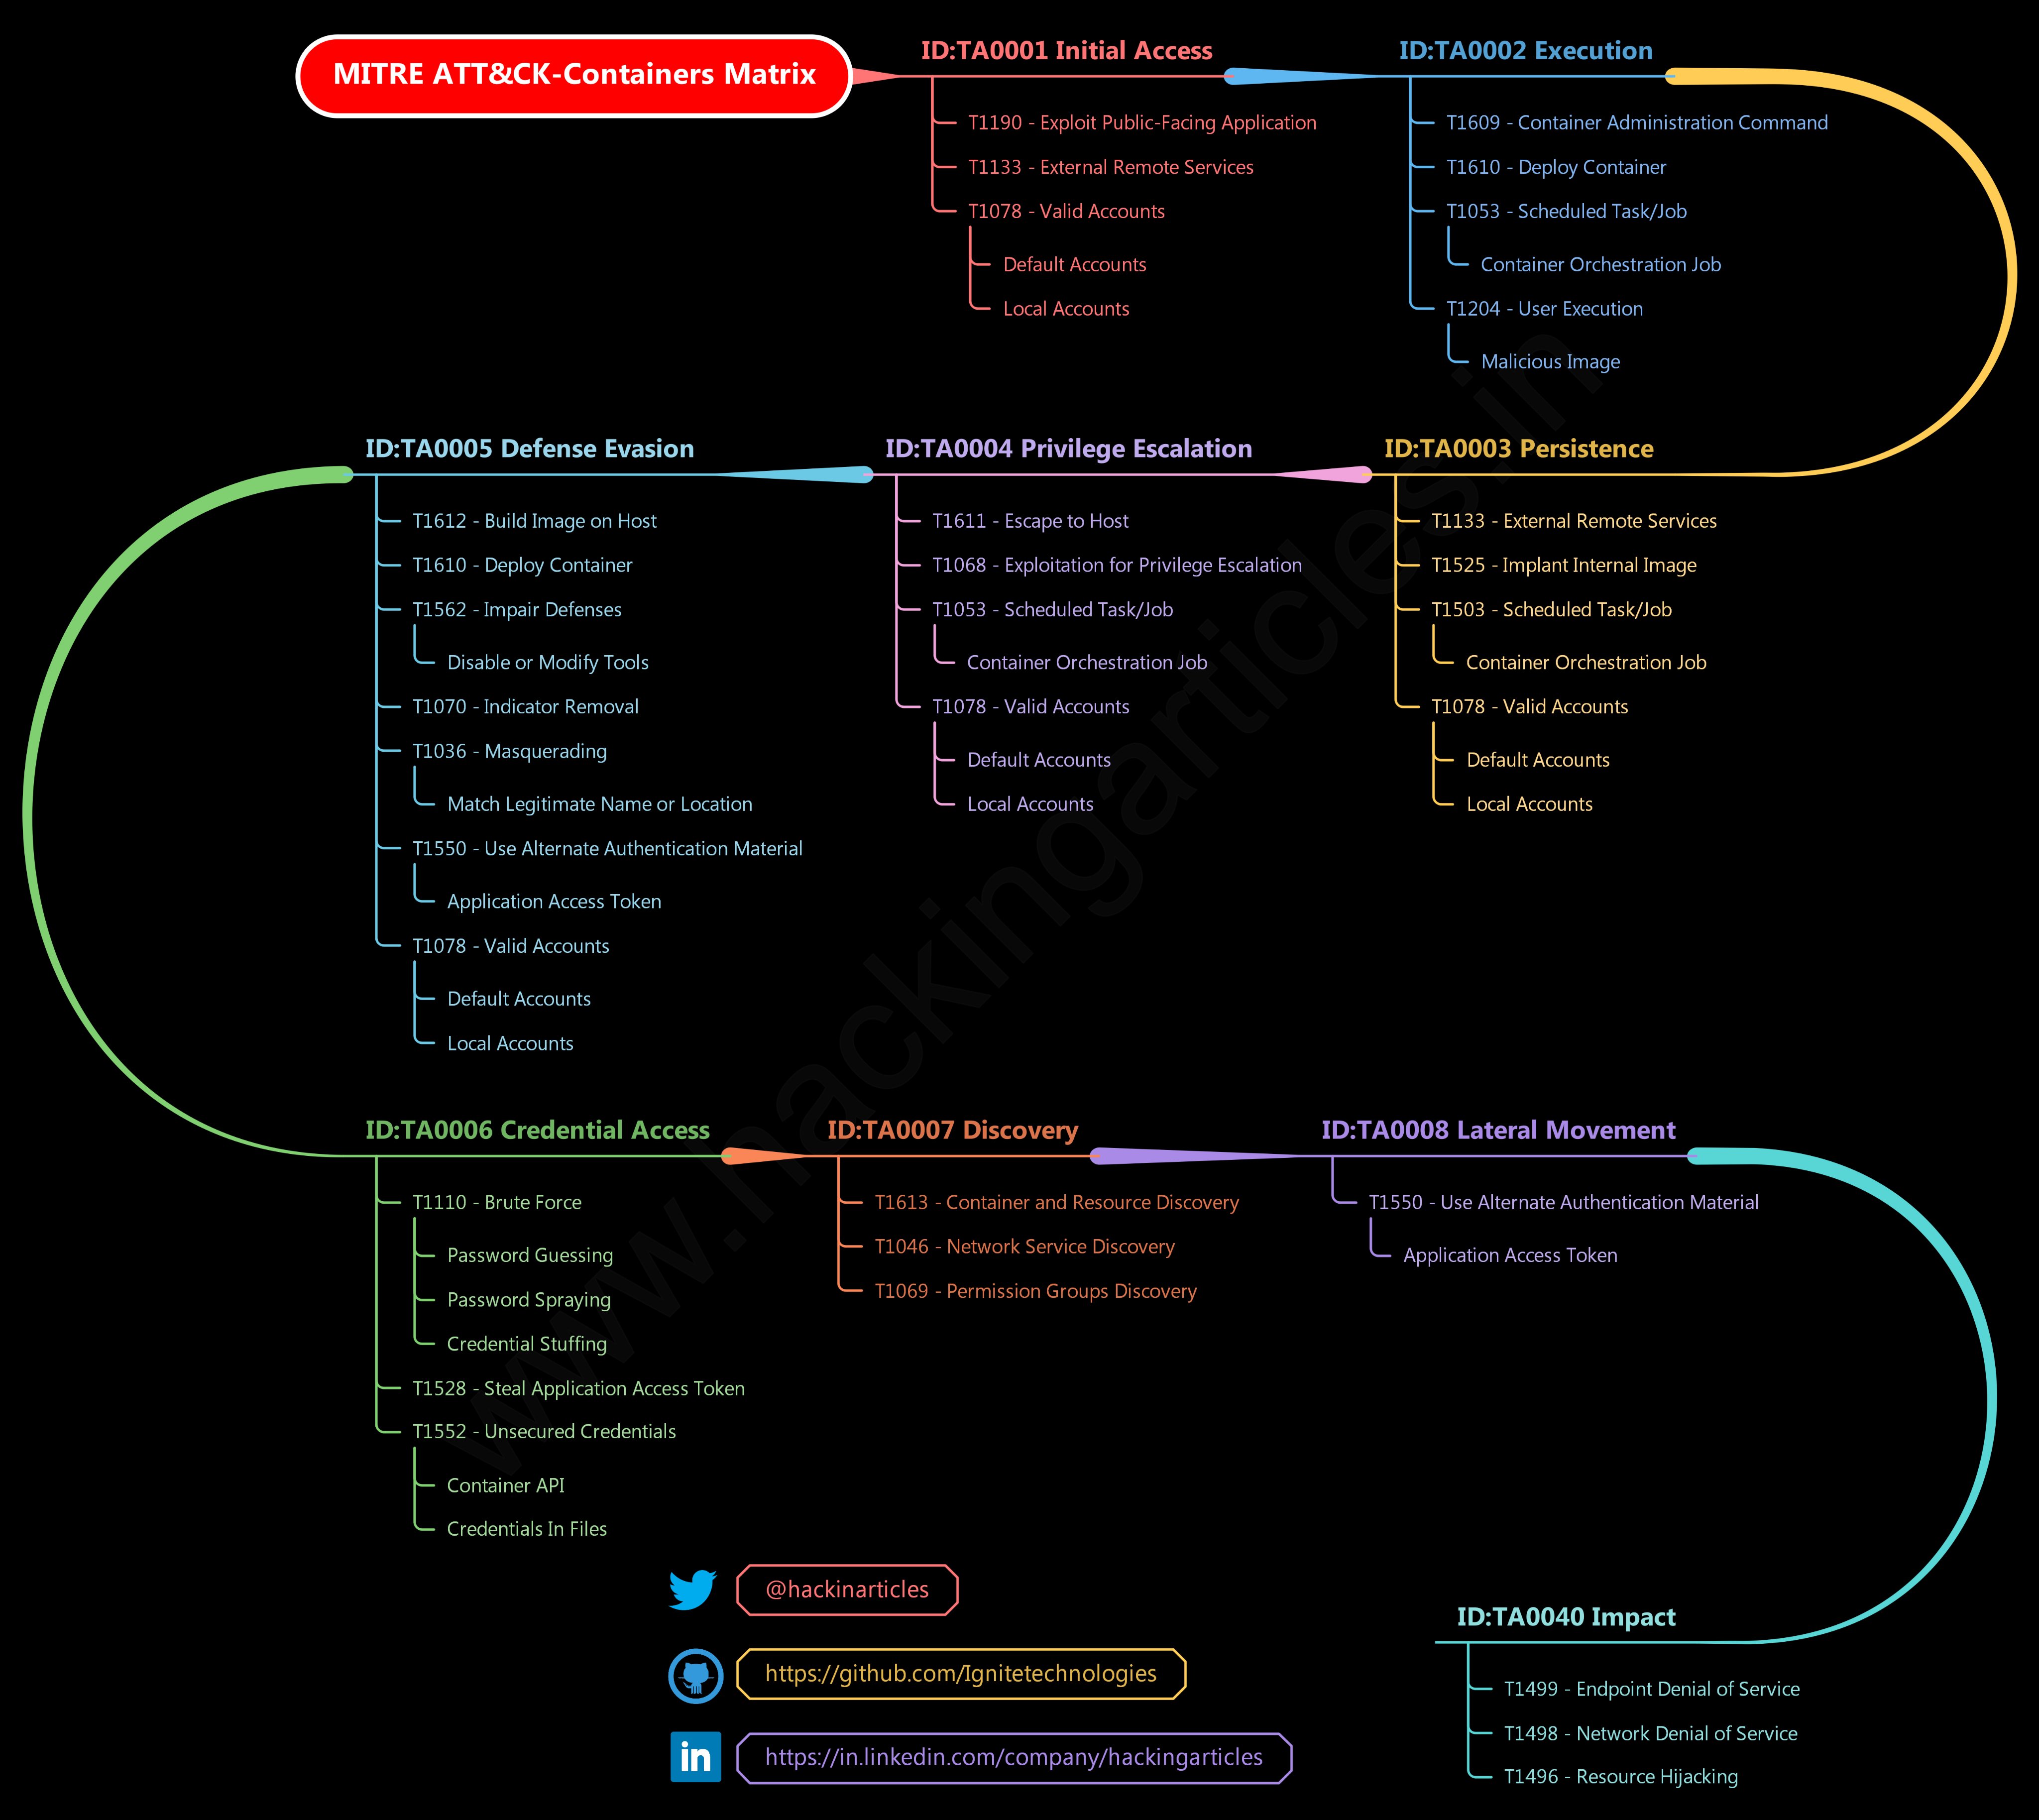 MITRE ATT&CK-Containers Matrix
ID:TA0001 Initial Access
T1190 - Exploit Public-Facing Application
T1133 - External Remote Services
T1078 - Valid Accounts
Default Accounts
Local Accounts
ID:TA0002 Execution
T1609 - Container Administration Command
T1610 - Deploy Container
T1053 - Scheduled Task/Job
Container Orchestration Job
T1204 - User Execution
Malicious Image
ID:TA0003 Persistence
T1133 - External Remote Services
T1525 - Implant Internal Image
T1503 - Scheduled Task/Job
Container Orchestration Job
T1078 - Valid Accounts
Default Accounts
Local Accounts
ID:TA0004 Privilege Escalation
T1611 - Escape to Host
T1068 - Exploitation for Privilege Escalation
T1053 - Scheduled Task/Job
Container Orchestration Job
T1078 - Valid Accounts
Default Accounts
Local Accounts
ID:TA0005 Defense Evasion
T1612 - Build Image on Host
T1610 - Deploy Container
T1562 - Impair Defenses
Disable or Modify Tools
T1070 - Indicator Removal
T1036 - Masquerading
Match Legitimate Name or Location
T1550 - Use Alternate Authentication Material
Application Access Token
T1078 - Valid Accounts
Default Accounts
Local Accounts
ID:TA0006 Credential Access
T1110 - Brute Force
Password Guessing
Password Spraying
Credential Stuffing
T1528 - Steal Application Access Token
T1552 - Unsecured Credentials
Container API
Credentials In Files
ID:TA0007 Discovery
T1613 - Container and Resource Discovery
T1046 - Network Service Discovery
T1069 - Permission Groups Discovery
ID:TA0008 Lateral Movement
T1550 - Use Alternate Authentication Material
Application Access Token
ID:TA0040 Impact
T1499 - Endpoint Denial of Service
T1498 - Network Denial of Service
T1496 - Resource Hijacking
@hackinarticles
https://github.com/Ignitetechnologies
in
https://in.linkedin.com/company/hackingarticles
www.hackingarticles.in